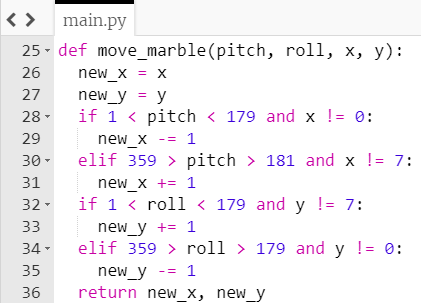 main.py
25 def move_marble(pitch, roll, x, y):
26   new_x = x
27   new_y = y
28   if 1 < pitch < 179 and x != 0:
29     new_x -= 1
30   elif 359 > pitch > 181 and x != 7:
31     new_x += 1
32   if 1 < roll < 179 and y != 7:
33     new_y += 1
34   elif 359 > roll > 179 and y != 0:
35     new_y -= 1
36   return new_x, new_y